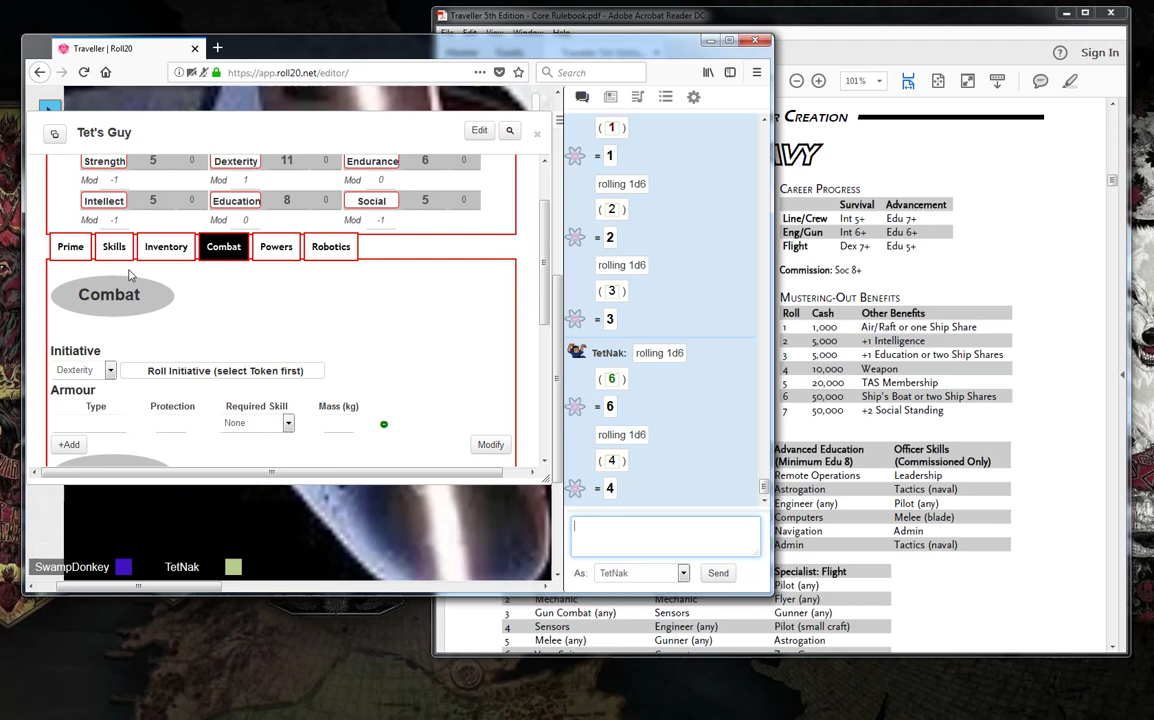 Traveller 5th Edition - Core Rulebook.pdf - Adobe Acrobat Reader DC
File Edit View Window Help
Sign In
101%
Traveller | Roll20
https://app.roll20.net/editor/
Search
Tet's Guy
Edit
Strength 5 0 Dexterity 11 0 Endurance 6 0
Mod -1 Mod 1 Mod 0
Intellect 5 0 Education 8 0 Social 5 0
Mod -1 Mod 0 Mod -1
Prime Skills Inventory Combat Powers Robotics
Combat
Initiative
Dexterity Roll Initiative (select Token first)
Armour
Type Protection Required Skill Mass (kg)
None
+Add Modify
SwampDonkey TetNak
( 1 )
= 1
rolling 1d6
( 2 )
= 2
rolling 1d6
( 3 )
= 3
TetNak: rolling 1d6
( 6 )
= 6
rolling 1d6
( 4 )
= 4
As: TetNak Send
CREATION
CAREER PROGRESS
Survival Advancement
Line/Crew Int 5+ Edu 7+
Eng/Gun Int 6+ Edu 6+
Flight Dex 7+ Edu 5+
Commission: Soc 8+
MUSTERING-OUT BENEFITS
Roll Cash Other Benefits
1 1,000 Air/Raft or one Ship Share
2 5,000 +1 Intelligence
3 5,000 +1 Education or two Ship Shares
4 10,000 Weapon
5 20,000 TAS Membership
6 50,000 Ship's Boat or two Ship Shares
7 50,000 +2 Social Standing
Advanced Education Officer Skills
(Minimum Edu 8) (Commissioned Only)
Remote Operations Leadership
Astrogation Tactics (naval)
Engineer (any) Pilot (any)
Computers Melee (blade)
Navigation Admin
Admin Tactics (naval)
Specialist: Flight
Pilot (any)
2 Mechanic Mechanic Flyer (any)
3 Gun Combat (any) Sensors Gunner (any)
4 Sensors Engineer (any) Pilot (small craft)
5 Melee (any) Gunner (any) Astrogation